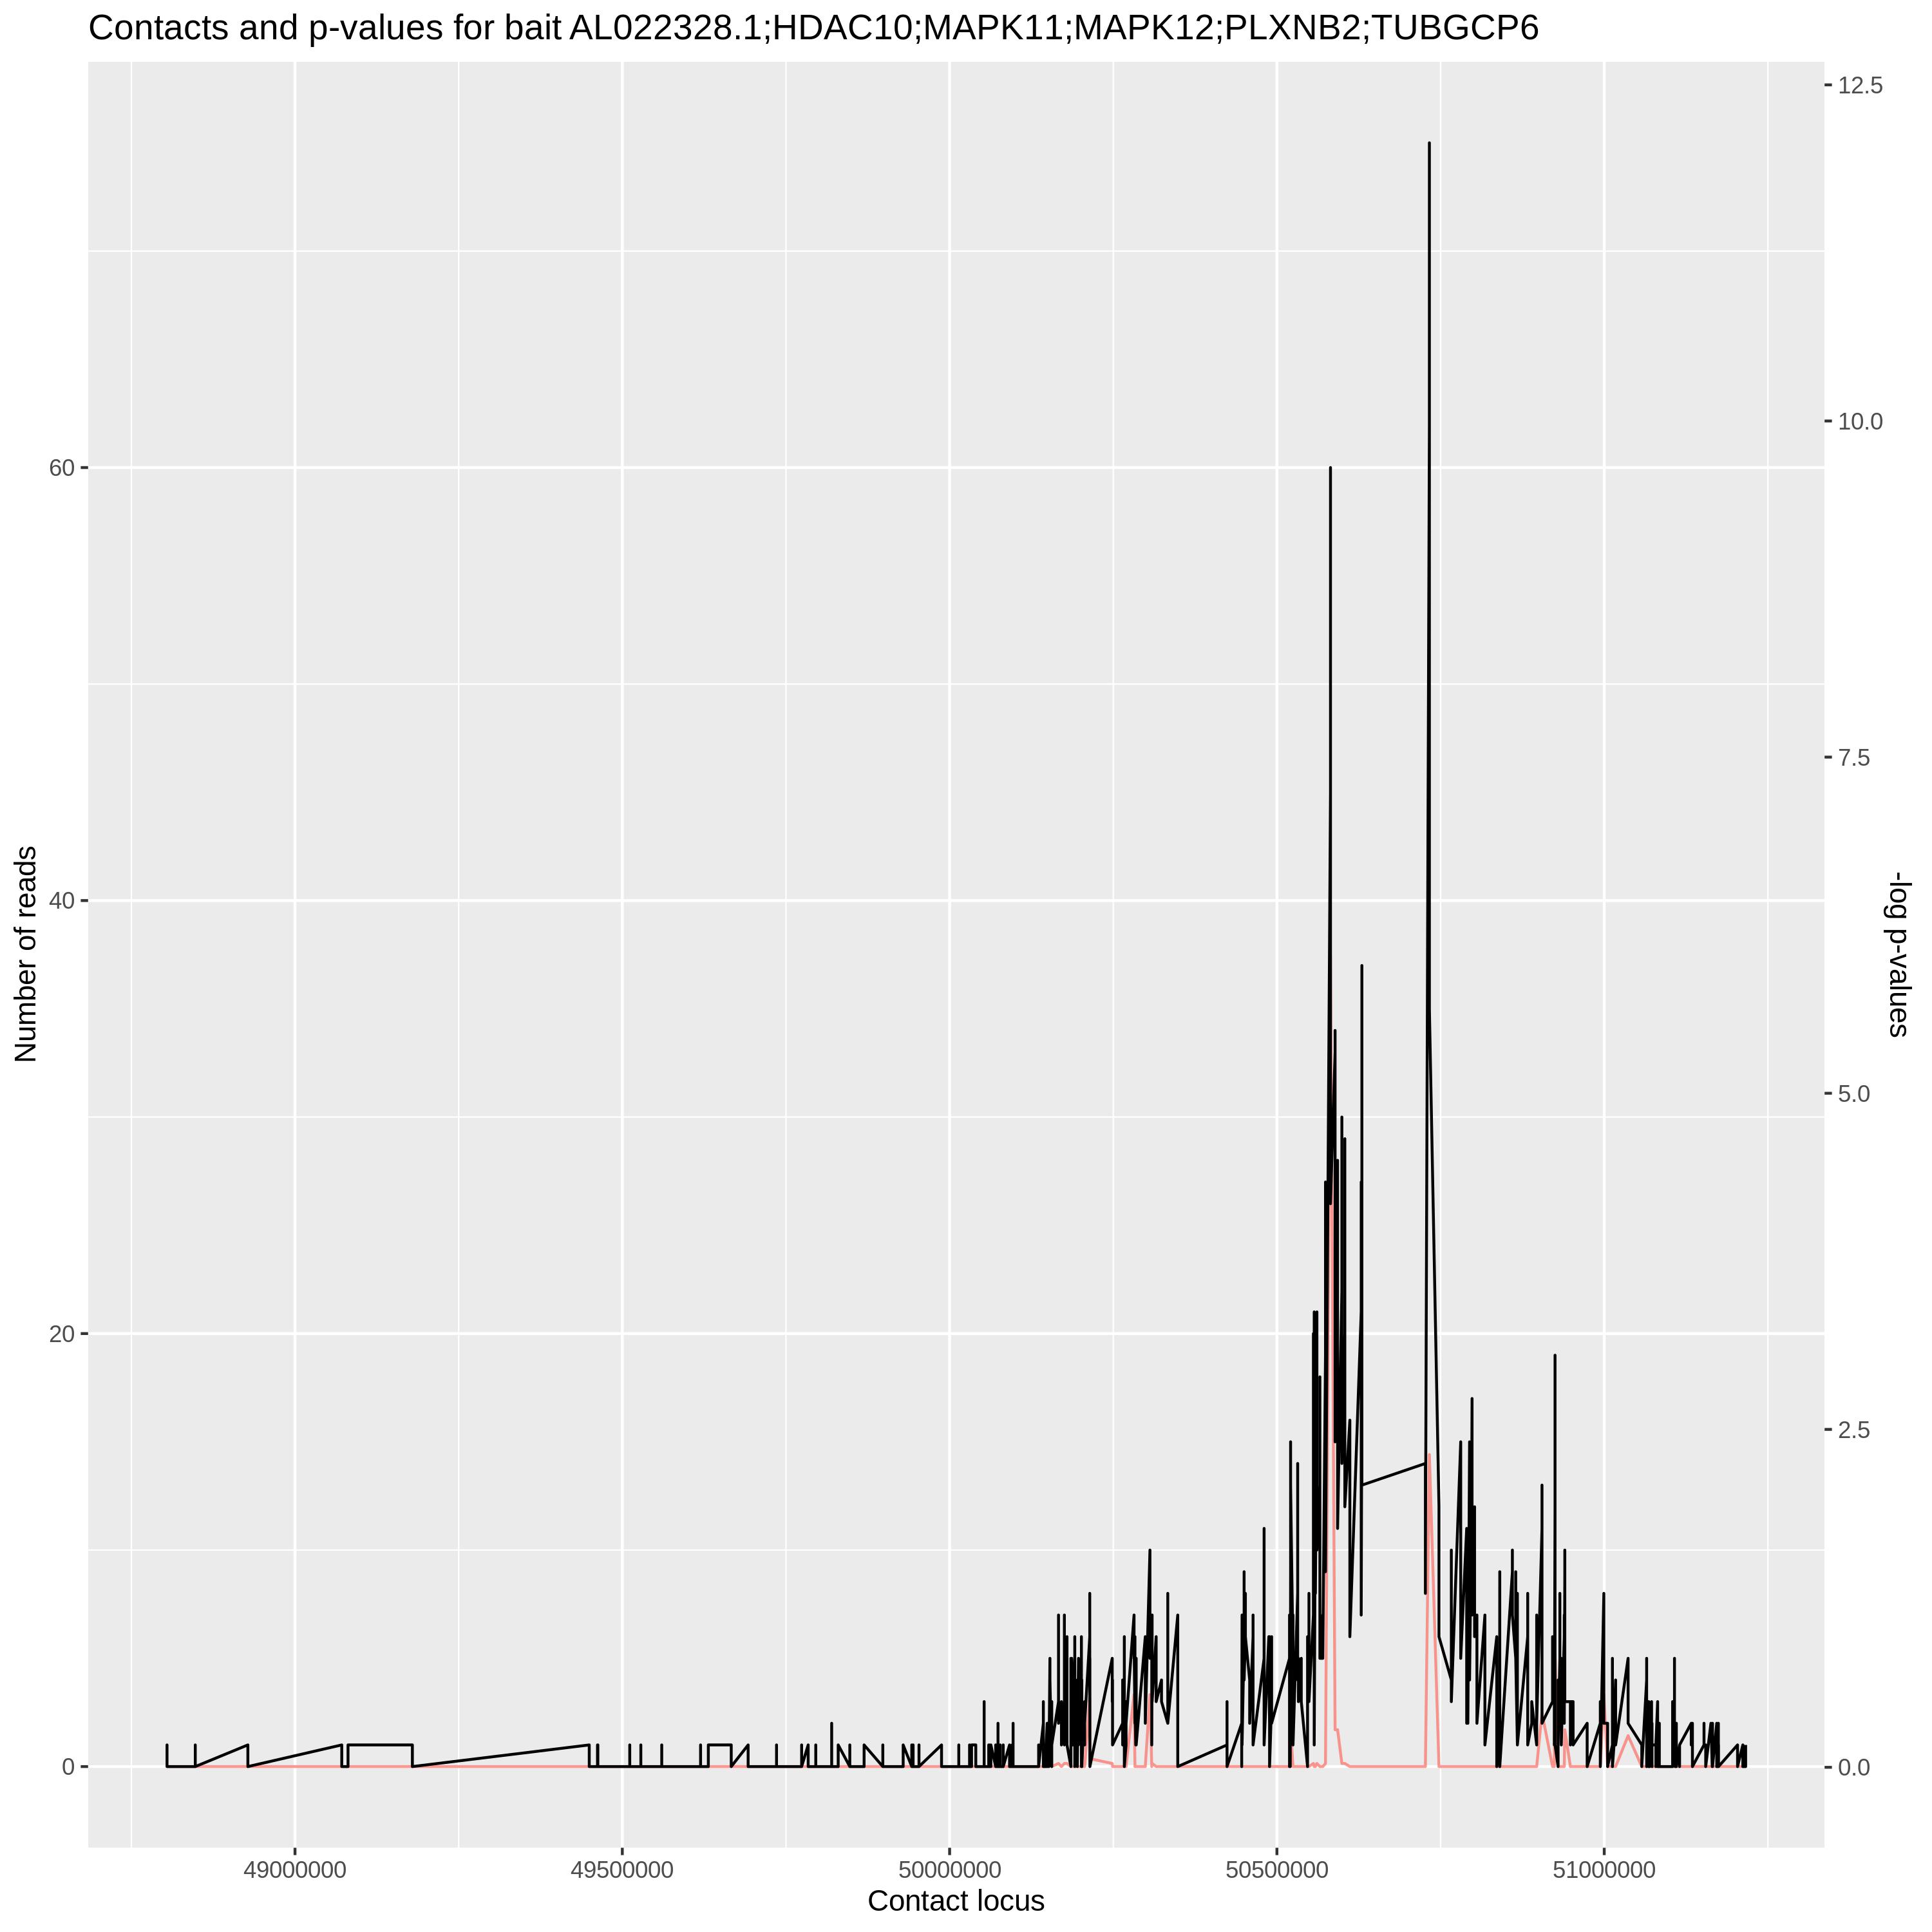 Contacts and p-values for bait AL022328.1;HDAC10;MAPK11;MAPK12;PLXNB2;TUBGCP6
12.5
10.0
60
7.5
40
Number of reads
-log p-values
5.0
20
2.5
0
0.0
49000000 49500000 50000000 50500000 51000000
Contact locus